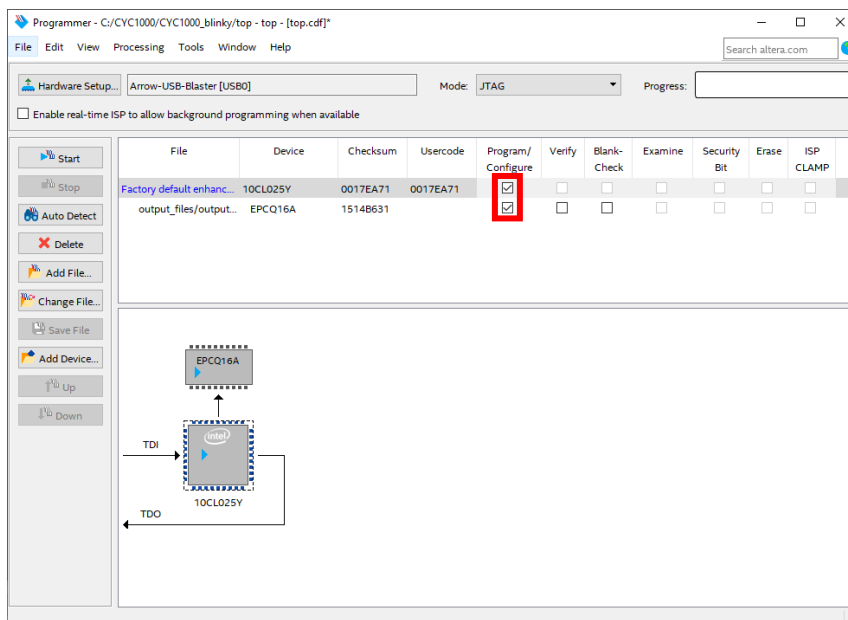 Programmer - C:/CYC1000/CYC1000_blinky/top - top - [top.cdf]*
File Edit View Processing Tools Window Help
Search altera.com
Hardware Setup... Arrow-USB-Blaster [USB0] Mode: JTAG Progress:
Enable real-time ISP to allow background programming when available
Start
Stop
Auto Detect
Delete
Add File...
Change File...
Save File
Add Device...
Up
Down
File Device Checksum Usercode Program/ Verify Blank- Examine Security Erase ISP
Configure Check Bit CLAMP
Factory default enhanc... 10CL025Y 0017EA71 0017EA71
output_files/output... EPCQ16A 1514B631
EPCQ16A
intel
TDI
10CL025Y
TDO